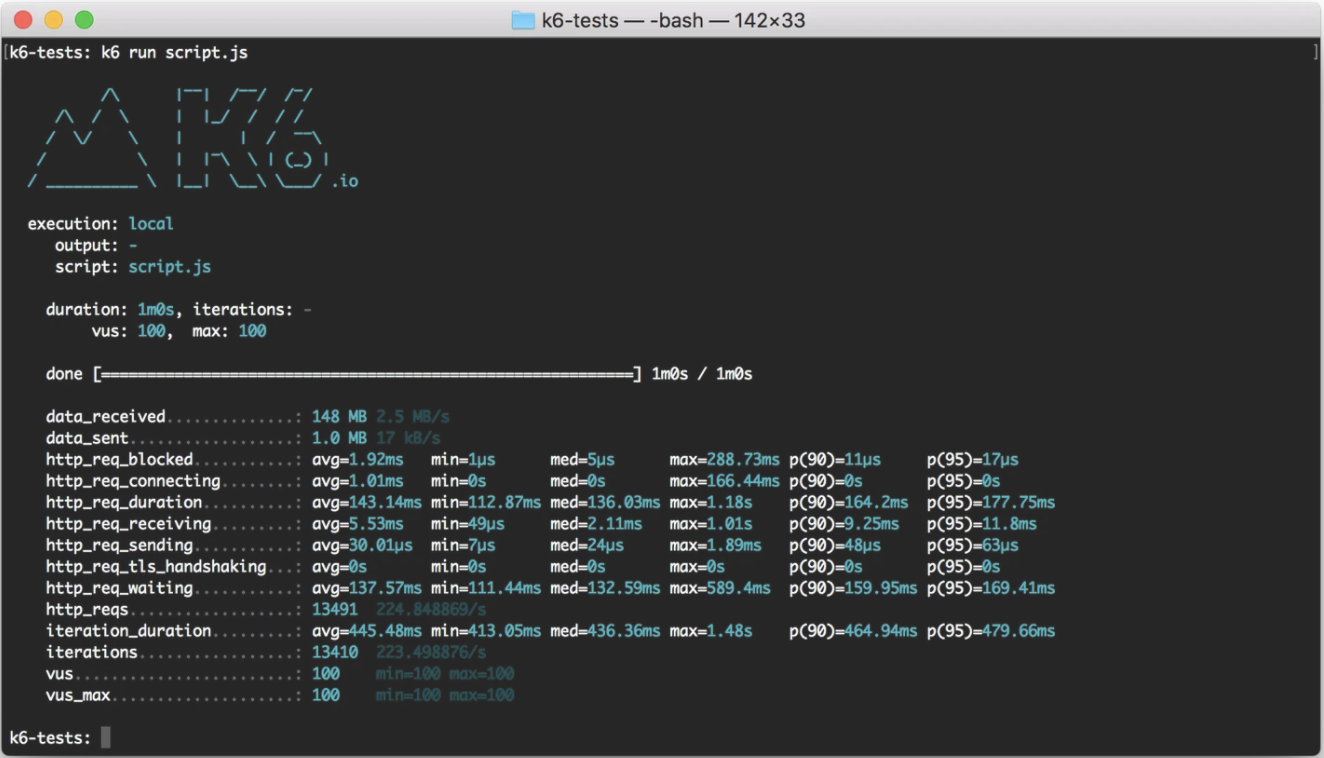 k6-tests — -bash — 142×33
[k6-tests: k6 run script.js ]
.io
execution: local
output: -
script: script.js
duration: 1m0s, iterations: -
vus: 100, max: 100
done [==========================================================] 1m0s / 1m0s
data_received..............: 148 MB 2.5 MB/s
data_sent..................: 1.0 MB 17 kB/s
http_req_blocked...........: avg=1.92ms min=1µs med=5µs max=288.73ms p(90)=11µs p(95)=17µs
http_req_connecting........: avg=1.01ms min=0s med=0s max=166.44ms p(90)=0s p(95)=0s
http_req_duration..........: avg=143.14ms min=112.87ms med=136.03ms max=1.18s p(90)=164.2ms p(95)=177.75ms
http_req_receiving.........: avg=5.53ms min=49µs med=2.11ms max=1.01s p(90)=9.25ms p(95)=11.8ms
http_req_sending...........: avg=30.01µs min=7µs med=24µs max=1.89ms p(90)=48µs p(95)=63µs
http_req_tls_handshaking...: avg=0s min=0s med=0s max=0s p(90)=0s p(95)=0s
http_req_waiting...........: avg=137.57ms min=111.44ms med=132.59ms max=589.4ms p(90)=159.95ms p(95)=169.41ms
http_reqs..................: 13491 224.848869/s
iteration_duration.........: avg=445.48ms min=413.05ms med=436.36ms max=1.48s p(90)=464.94ms p(95)=479.66ms
iterations.................: 13410 223.498876/s
vus........................: 100 min=100 max=100
vus_max....................: 100 min=100 max=100
k6-tests: